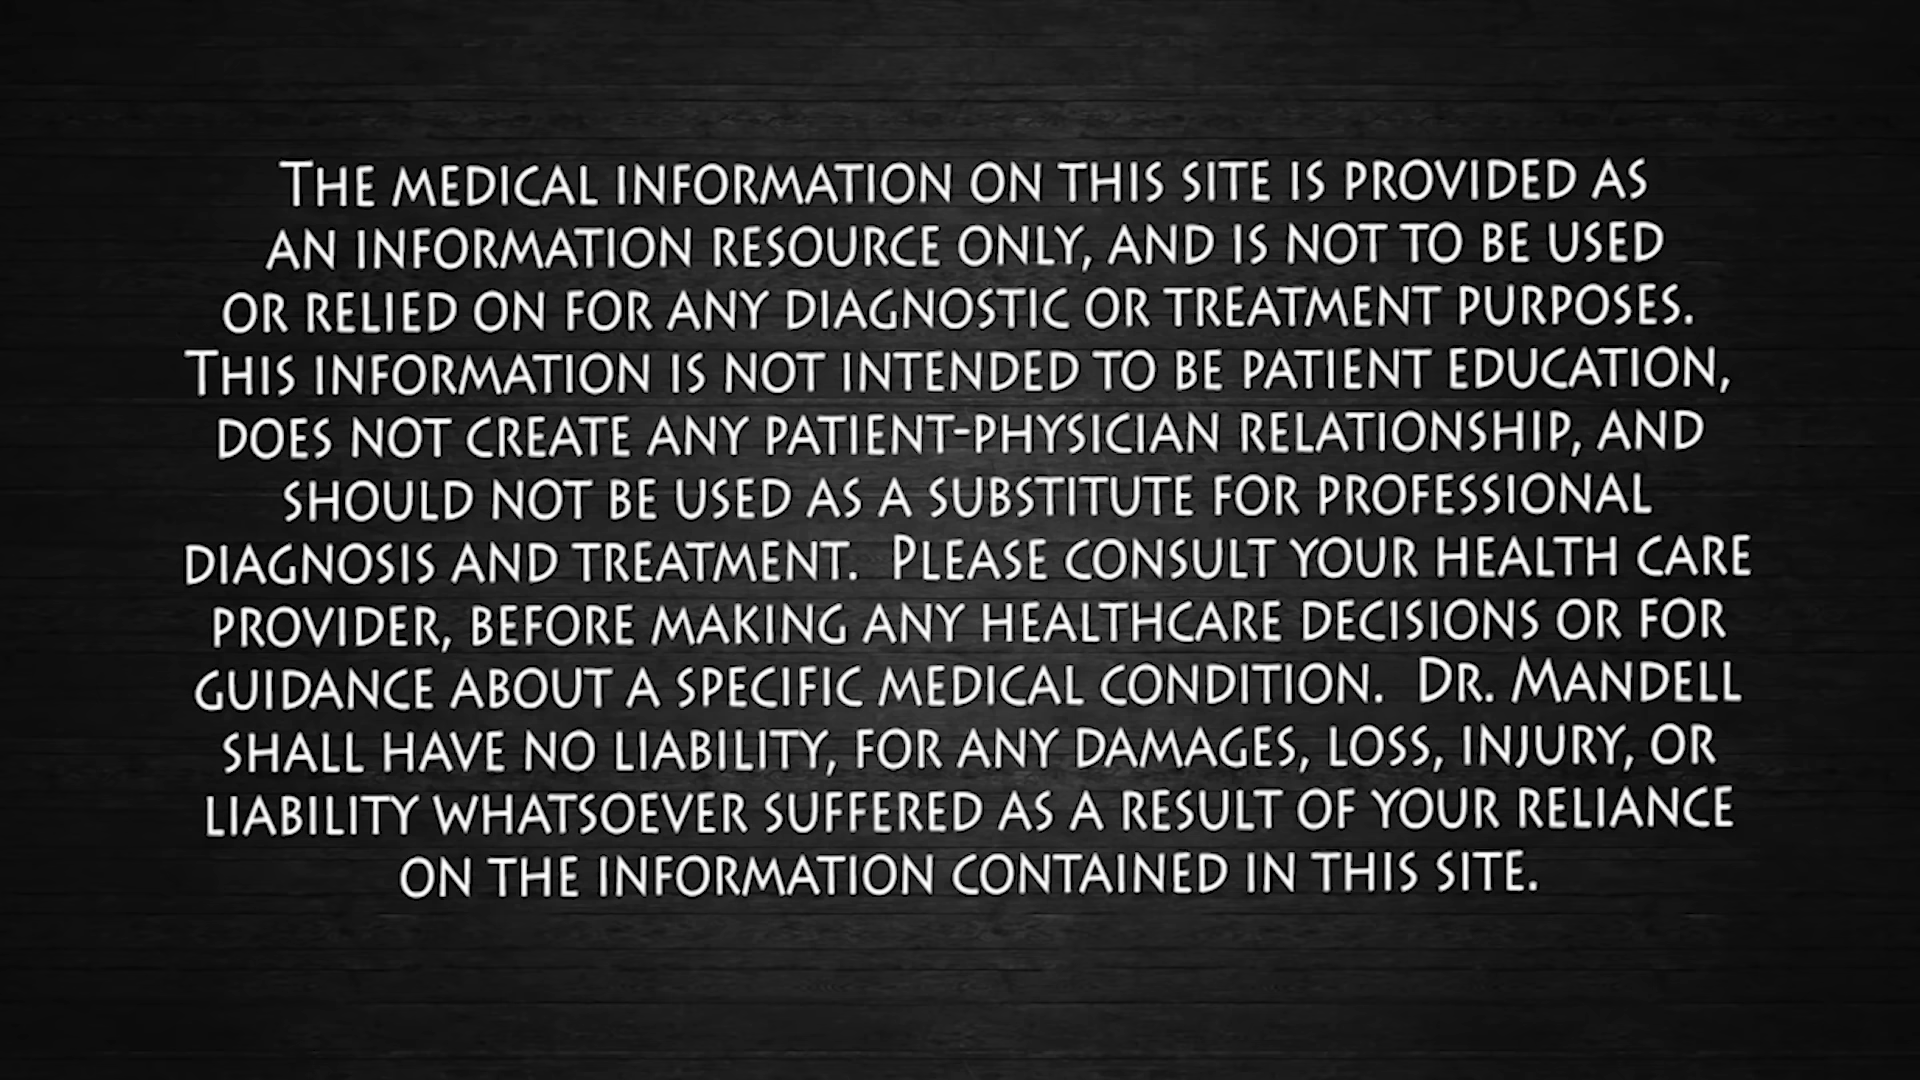 The medical information on this site is provided as
an information resource only, and is not to be used
or relied on for any diagnostic or treatment purposes.
This information is not intended to be patient education,
does not create any patient-physician relationship, and
should not be used as a substitute for professional
diagnosis and treatment.  Please consult your health care
provider, before making any healthcare decisions or for
guidance about a specific medical condition.  Dr. Mandell
shall have no liability, for any damages, loss, injury, or
liability whatsoever suffered as a result of your reliance
on the information contained in this site.